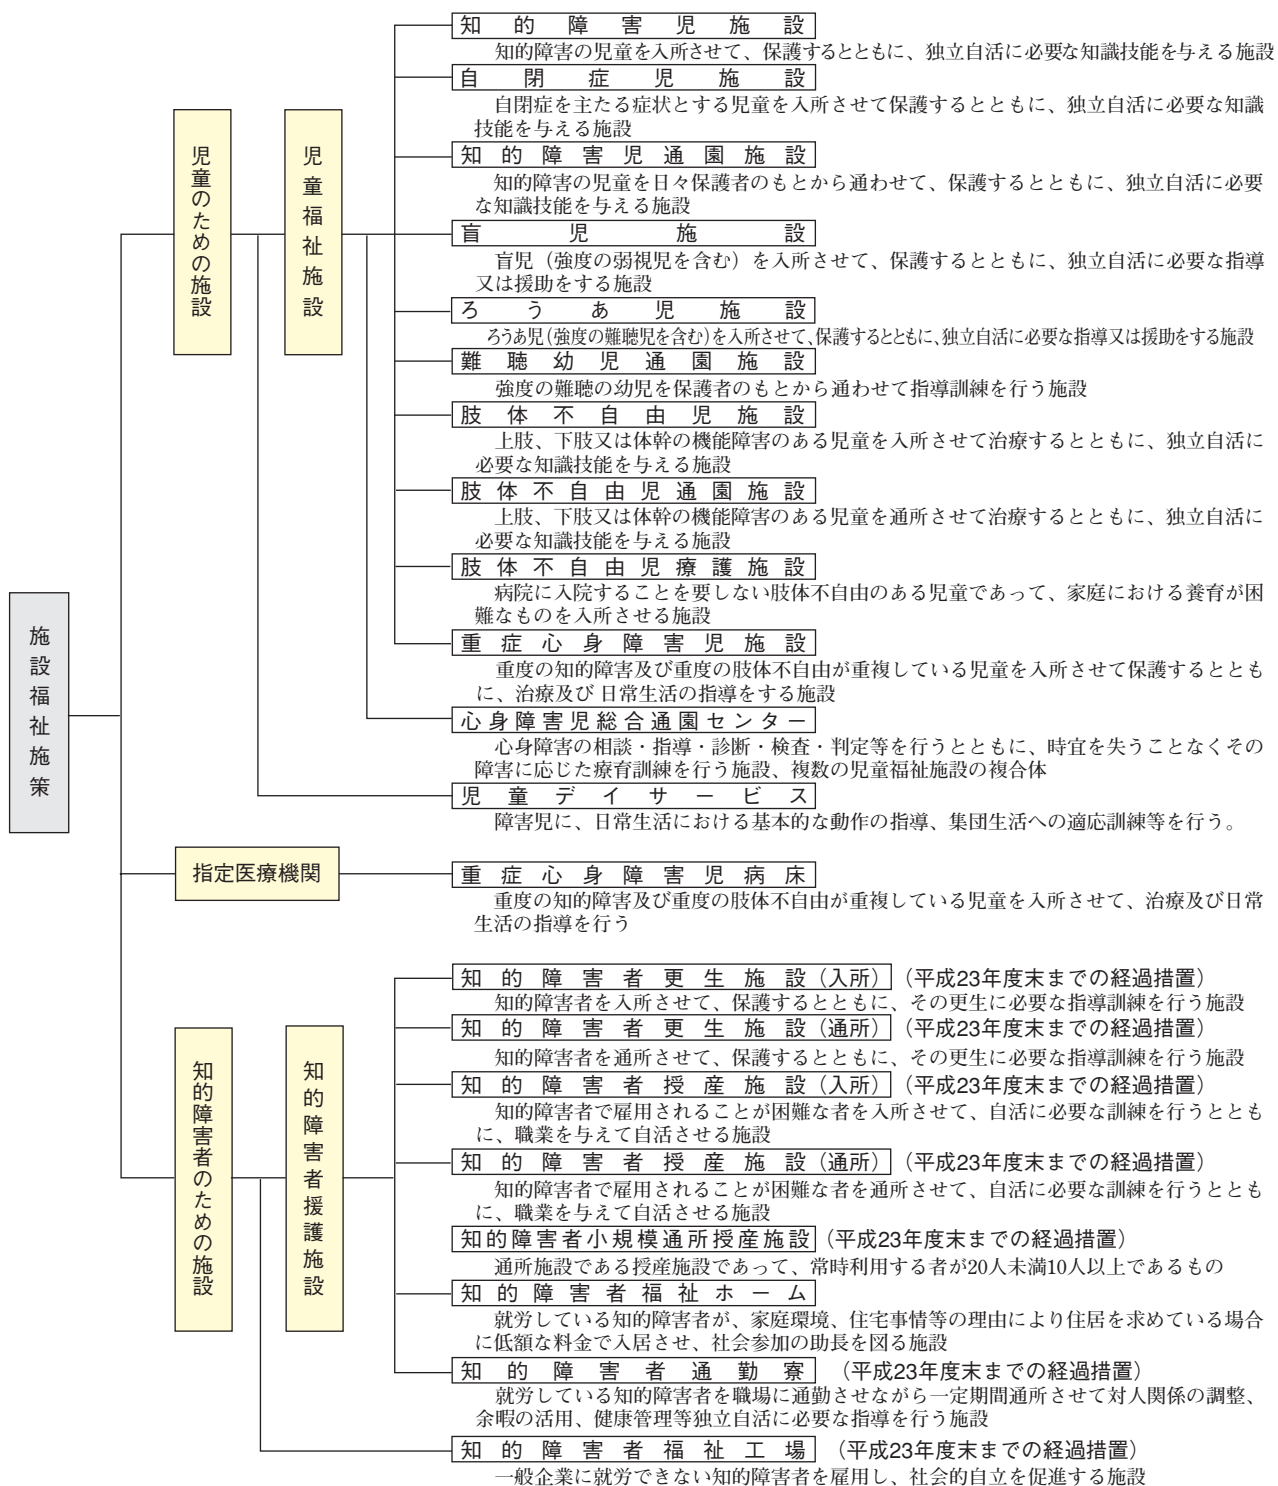 施設福祉施策
児童のための施設
児童福祉施設
知的障害児施設
知的障害の児童を入所させて、保護するとともに、独立自活に必要な知識技能を与える施設
自閉症児施設
自閉症を主たる症状とする児童を入所させて保護するとともに、独立自活に必要な知識
技能を与える施設
知的障害児通園施設
知的障害の児童を日々保護者のもとから通わせて、保護するとともに、独立自活に必要
な知識技能を与える施設
盲児施設
盲児（強度の弱視児を含む）を入所させて、保護するとともに、独立自活に必要な指導
又は援助をする施設
ろうあ児施設
ろうあ児（強度の難聴児を含む）を入所させて、保護するとともに、独立自活に必要な指導又は援助をする施設
難聴幼児通園施設
強度の難聴の幼児を保護者のもとから通わせて指導訓練を行う施設
肢体不自由児施設
上肢、下肢又は体幹の機能障害のある児童を入所させて治療するとともに、独立自活に
必要な知識技能を与える施設
肢体不自由児通園施設
上肢、下肢又は体幹の機能障害のある児童を通所させて治療するとともに、独立自活に
必要な知識技能を与える施設
肢体不自由児療護施設
病院に入院することを要しない肢体不自由のある児童であって、家庭における養育が困
難なものを入所させる施設
重症心身障害児施設
重度の知的障害及び重度の肢体不自由が重複している児童を入所させて保護するととも
に、治療及び 日常生活の指導をする施設
心身障害児総合通園センター
心身障害の相談・指導・診断・検査・判定等を行うとともに、時宜を失うことなくその
障害に応じた療育訓練を行う施設、複数の児童福祉施設の複合体
児童デイサービス
障害児に、日常生活における基本的な動作の指導、集団生活への適応訓練等を行う。
指定医療機関
重症心身障害児病床
重度の知的障害及び重度の肢体不自由が重複している児童を入所させて、治療及び日常
生活の指導を行う
知的障害者のための施設
知的障害者援護施設
知的障害者更生施設（入所）（平成23年度末までの経過措置）
知的障害者を入所させて、保護するとともに、その更生に必要な指導訓練を行う施設
知的障害者更生施設（通所）（平成23年度末までの経過措置）
知的障害者を通所させて、保護するとともに、その更生に必要な指導訓練を行う施設
知的障害者授産施設（入所）（平成23年度末までの経過措置）
知的障害者で雇用されることが困難な者を入所させて、自活に必要な訓練を行うととも
に、職業を与えて自活させる施設
知的障害者授産施設（通所）（平成23年度末までの経過措置）
知的障害者で雇用されることが困難な者を通所させて、自活に必要な訓練を行うととも
に、職業を与えて自活させる施設
知的障害者小規模通所授産施設（平成23年度末までの経過措置）
通所施設である授産施設であって、常時利用する者が20人未満10人以上であるもの
知的障害者福祉ホーム
就労している知的障害者が、家庭環境、住宅事情等の理由により住居を求めている場合
に低額な料金で入居させ、社会参加の助長を図る施設
知的障害者通勤寮（平成23年度末までの経過措置）
就労している知的障害者を職場に通勤させながら一定期間通所させて対人関係の調整、
余暇の活用、健康管理等独立自活に必要な指導を行う施設
知的障害者福祉工場（平成23年度末までの経過措置）
一般企業に就労できない知的障害者を雇用し、社会的自立を促進する施設